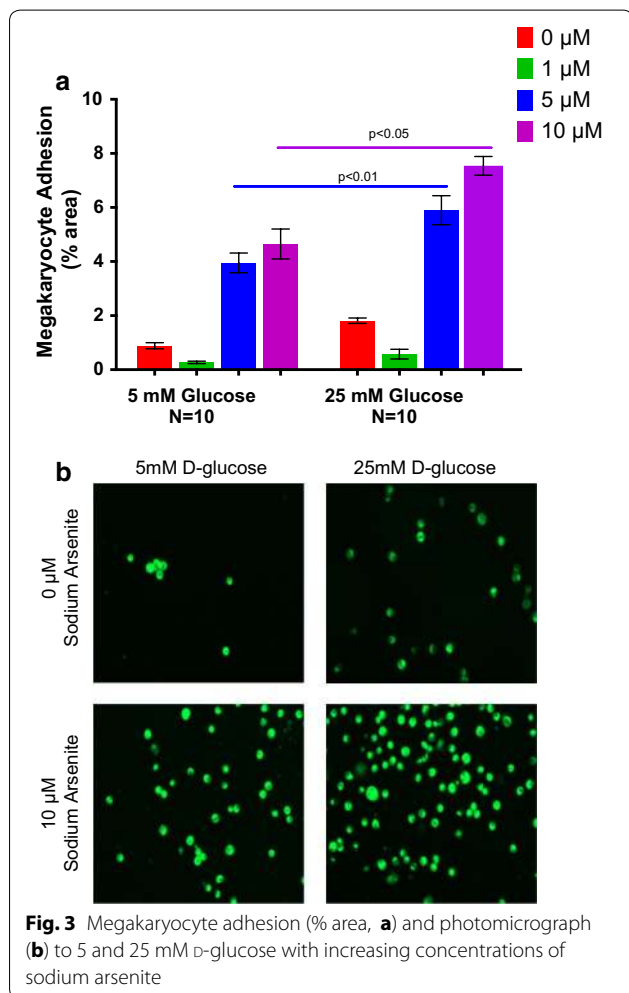 0 µM
1 µM
5 µM
10 µM
a
Megakaryocyte Adhesion
(% area)
10
8
6
4
2
0
p<0.05
p<0.01
5 mM Glucose
N=10
25 mM Glucose
N=10
b
5mM D-glucose
25mM D-glucose
0 µM
Sodium Arsenite
10 µM
Sodium Arsenite
Fig. 3 Megakaryocyte adhesion (% area, a) and photomicrograph
(b) to 5 and 25 mM D-glucose with increasing concentrations of
sodium arsenite